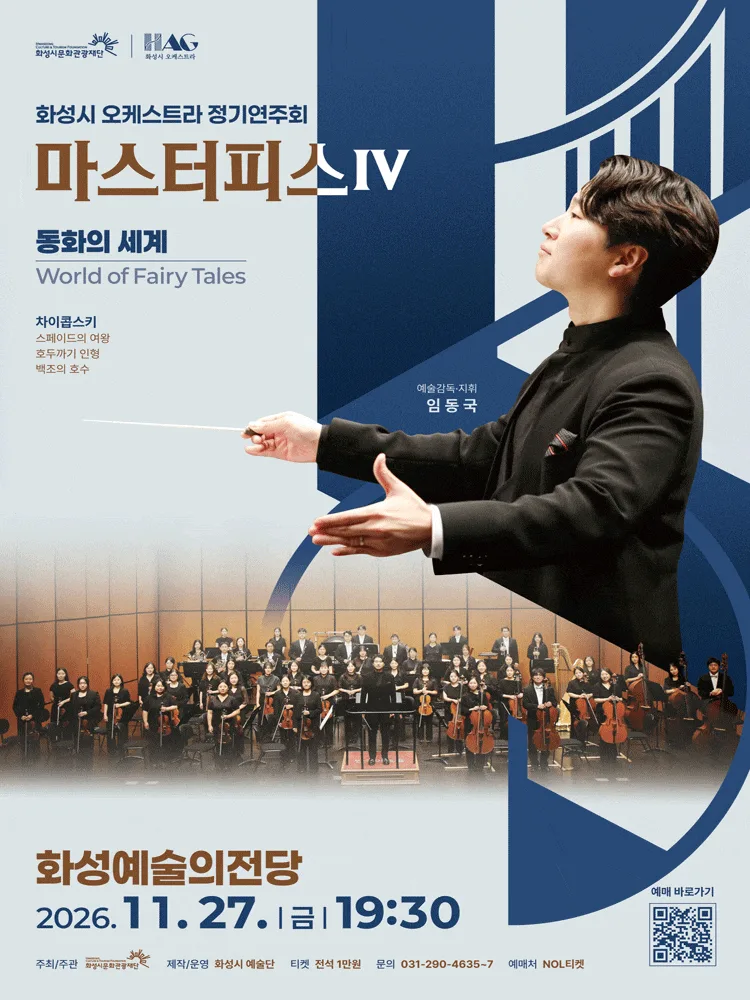 HWASEONG
CULTURE & TOURISM FOUNDATION
화성시문화관광재단
HAG
화성시 오케스트라
화성시 오케스트라 정기연주회
마스터피스IV
동화의 세계
World of Fairy Tales
차이콥스키
스페이드의 여왕
호두까기 인형
백조의 호수
예술감독·지휘
임동국
화성예술의전당
2026. 11. 27. | 금 | 19:30
예매 바로가기
주최/주관 화성시문화관광재단 제작/운영 화성시 예술단 티켓 전석 1만원 문의 031-290-4635~7 예매처 NOL티켓